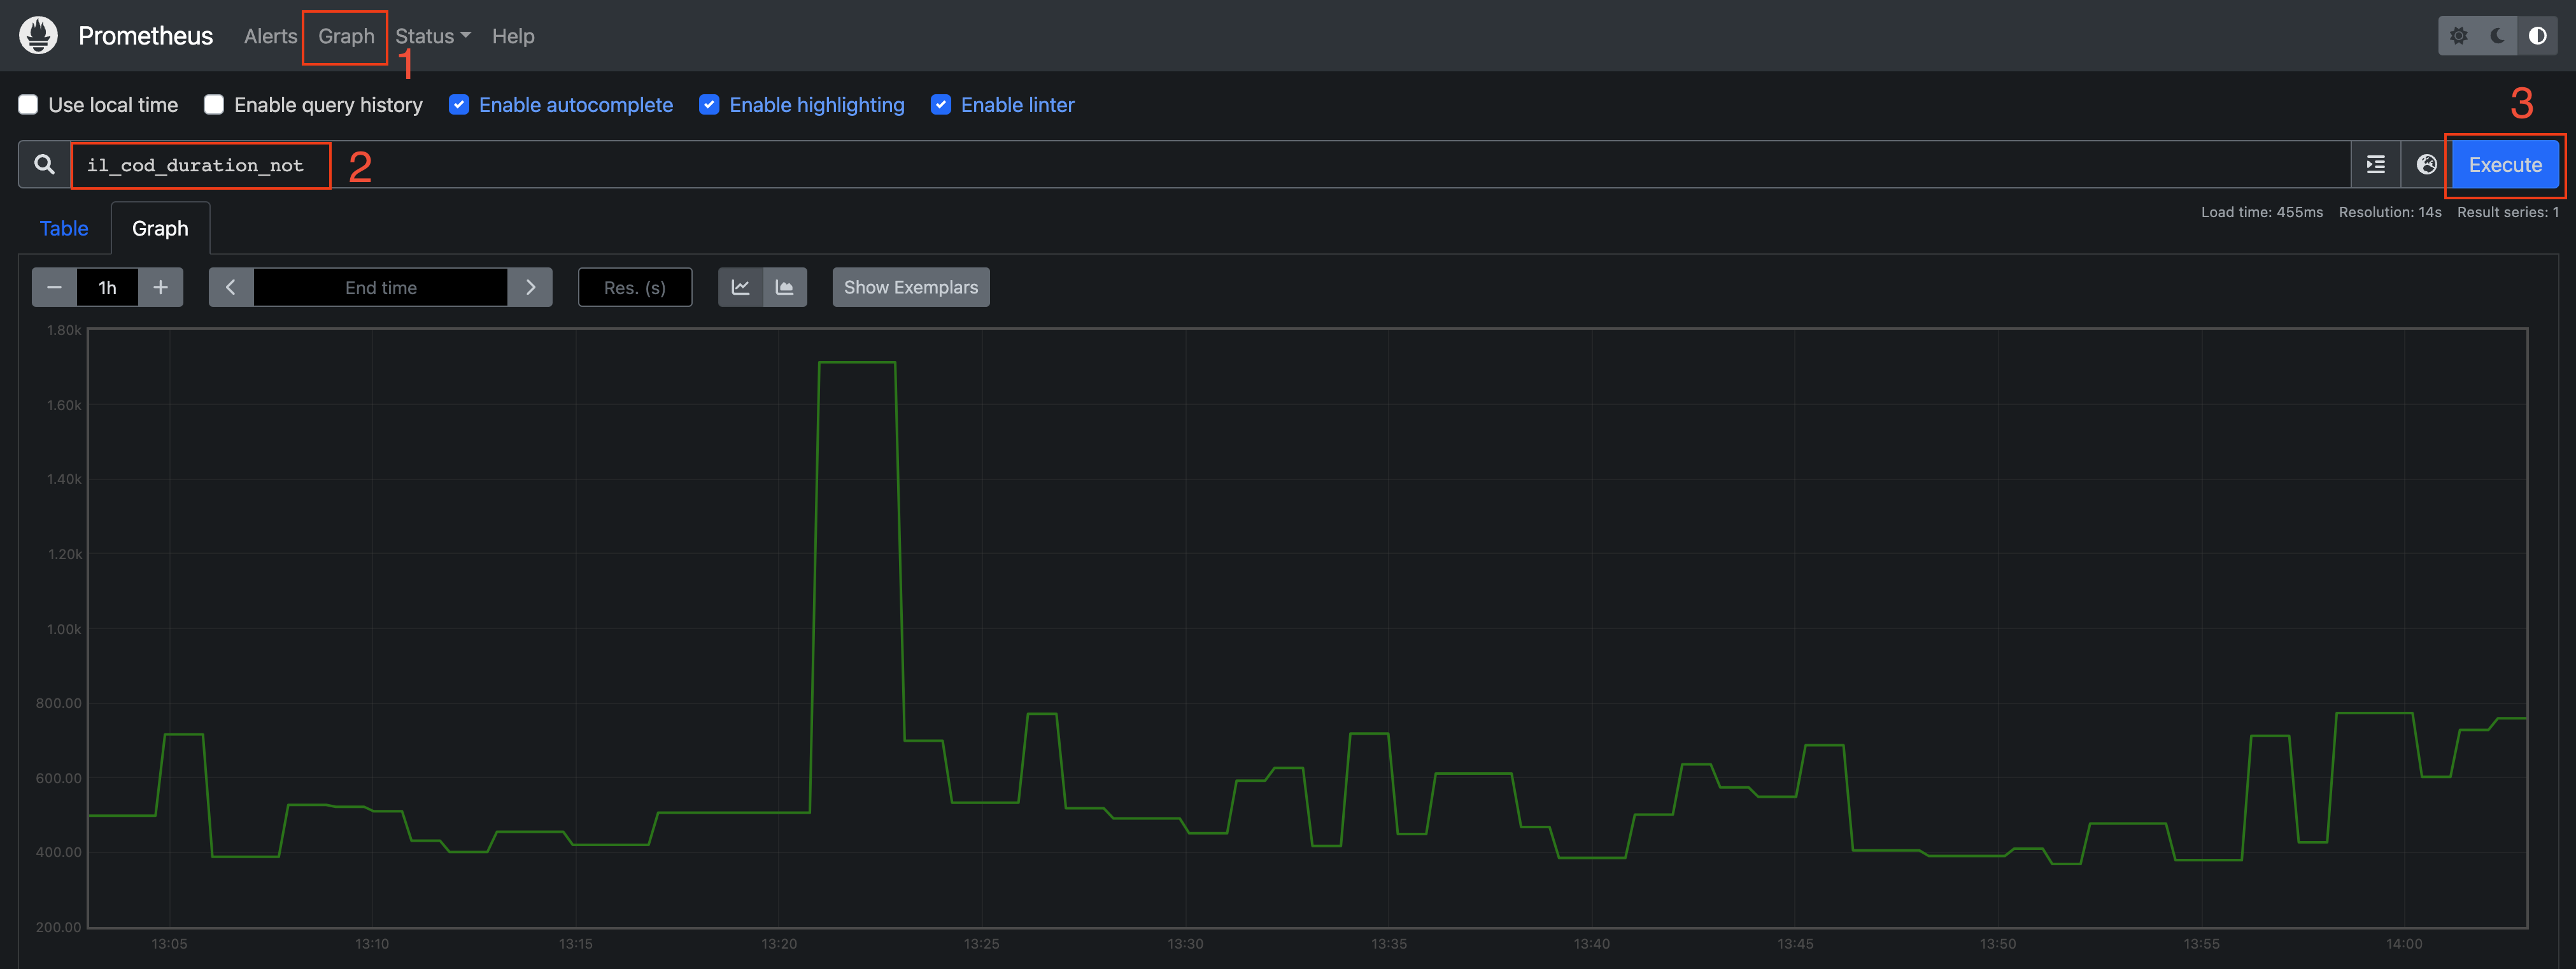 Prometheus Alerts Graph Status Help
1
Use local time Enable query history Enable autocomplete Enable highlighting Enable linter
3
il_cod_duration_not 2 Execute
Load time: 455ms Resolution: 14s Result series: 1
Table Graph
1h End time Res. (s) Show Exemplars
1.80k
1.60k
1.40k
1.20k
1.00k
800.00
600.00
400.00
200.00
13:05 13:10 13:15 13:20 13:25 13:30 13:35 13:40 13:45 13:50 13:55 14:00